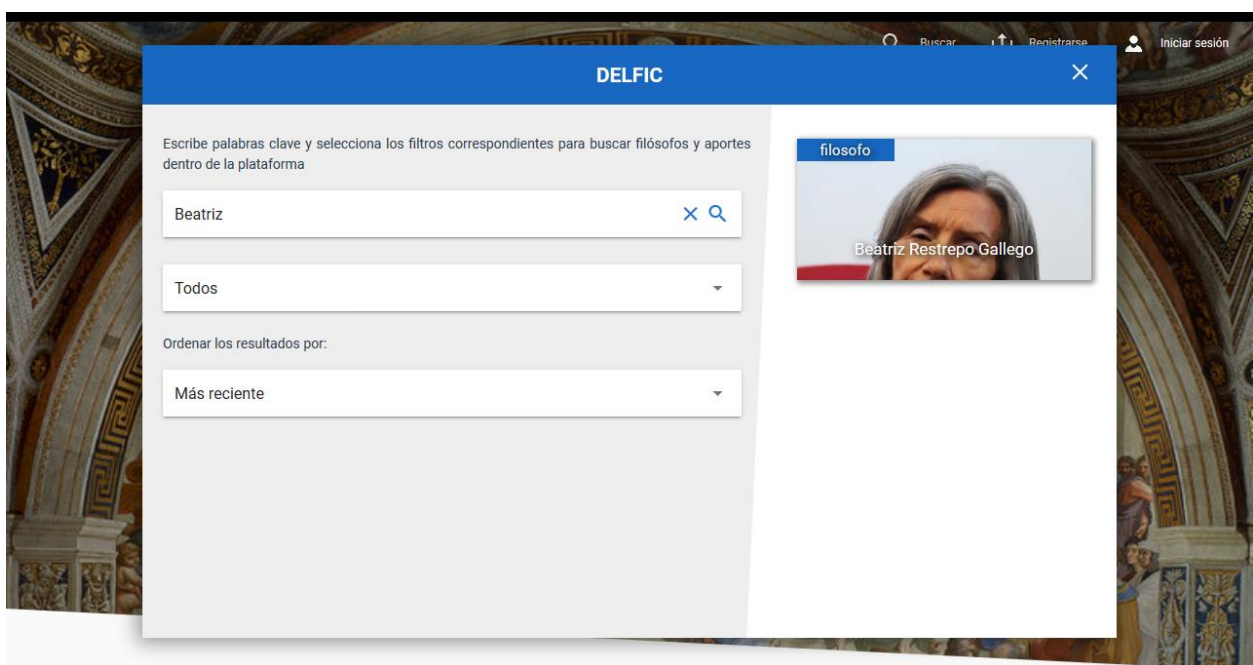 Buscar Registrarse Iniciar sesión
DELFIC
Escribe palabras clave y selecciona los filtros correspondientes para buscar filósofos y aportes
dentro de la plataforma
Beatriz
Todos
Ordenar los resultados por:
Más reciente
filosofo
Beatriz Restrepo Gallego